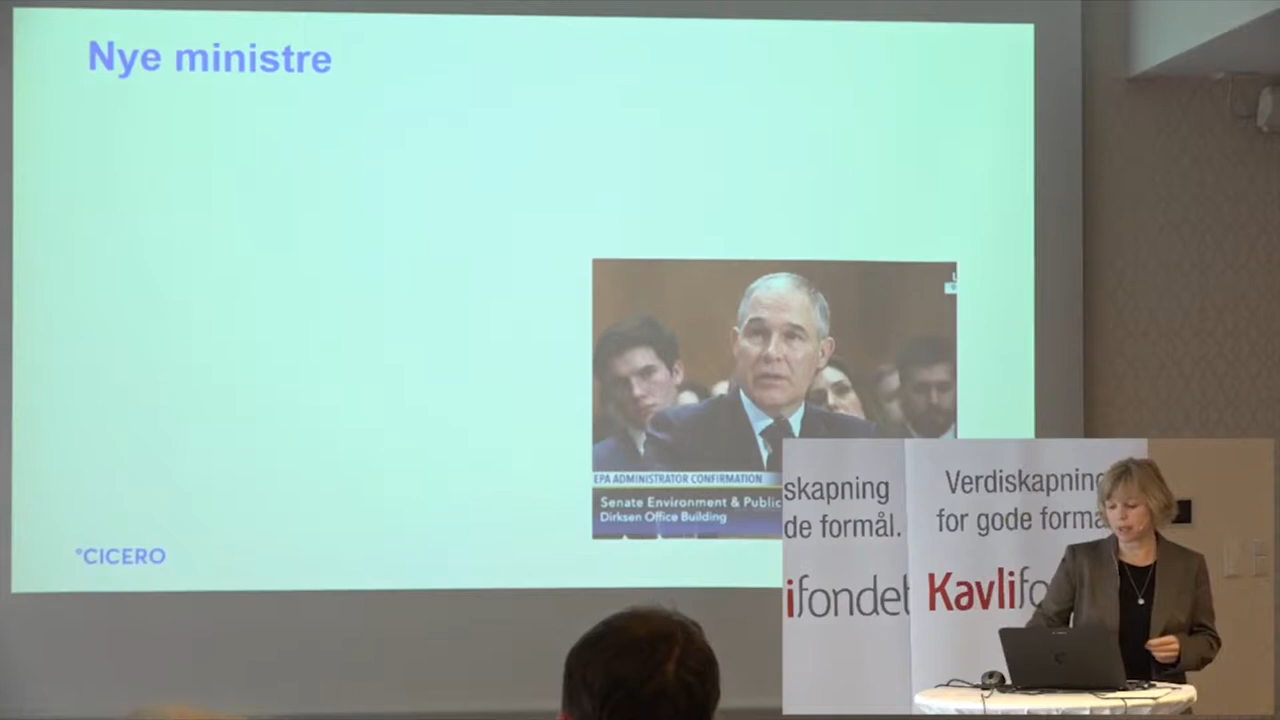 Nye ministre
EPA ADMINISTRATOR CONFIRMATION
Senate Environment & Public
Dirksen Office Building
°CICERO
skapning
de formål.
ifondet
Verdiskapning
for gode forma
Kavlifo